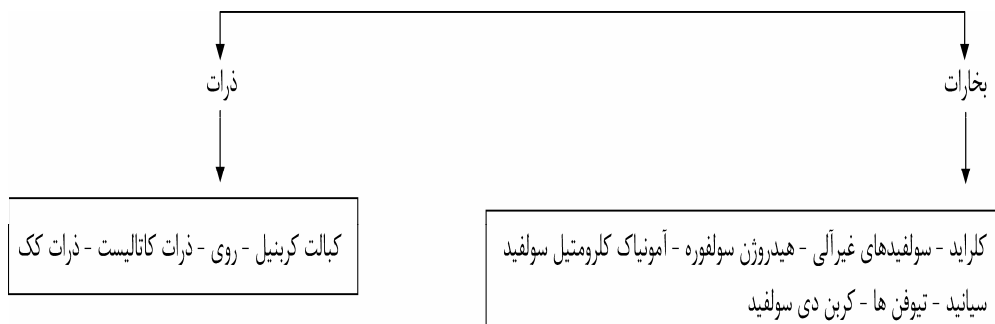 بخارات
ذرات
کلراید - سولفیدهای غیرآلی - هیدروژن سولفوره - آمونیاک کلرومتیل سولفید
سیانید - تیوفن ها - کربن دی سولفید
کبالت کربنیل - روی - ذرات کاتالیست - ذرات کک